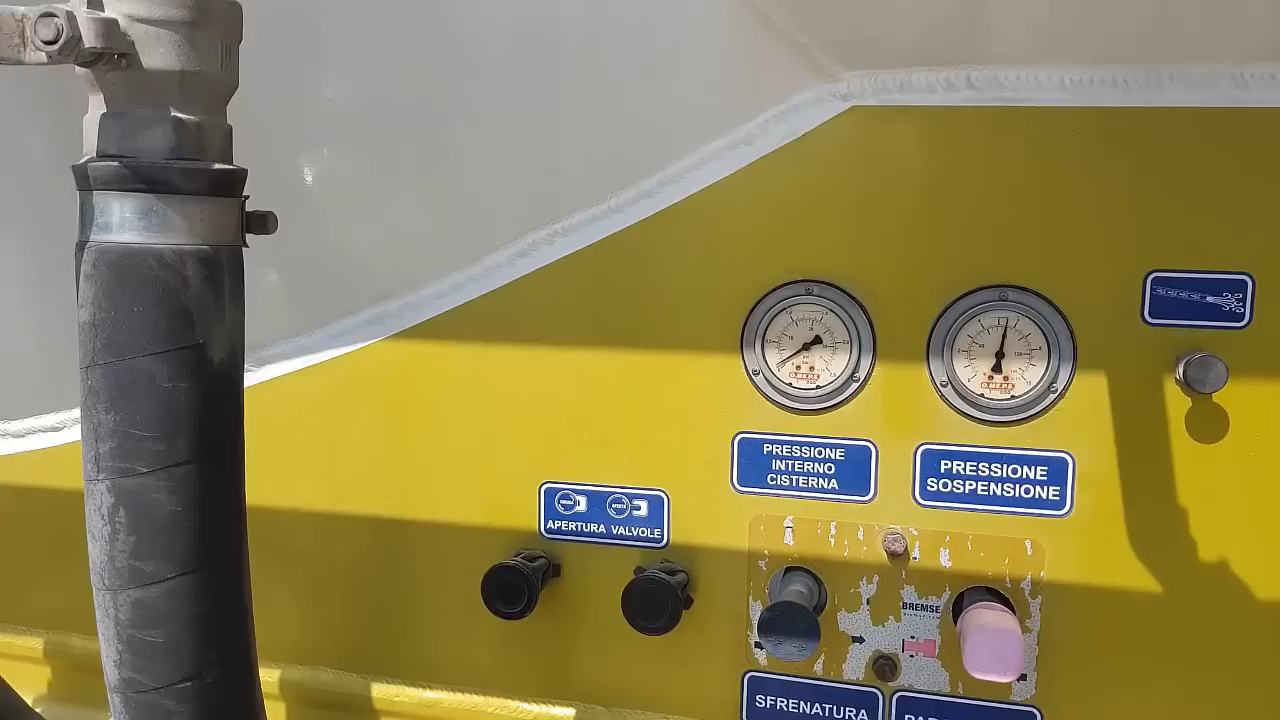 PRESSIONE
INTERNO
CISTERNA
PRESSIONE
SOSPENSIONE
APERTURA VALVOLE
BREMSE
SFRENATURA